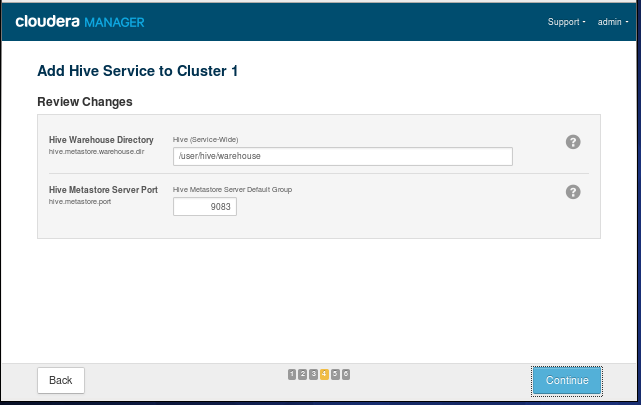 cloudera MANAGER
Support
admin
Add Hive Service to Cluster 1
Review Changes
Hive Warehouse Directory
hive.metastore.warehouse.dir
Hive (Service-Wide)
/user/hive/warehouse
?
Hive Metastore Server Port
hive.metastore.port
Hive Metastore Server Default Group
9083
?
Back
1 2 3 4 5 6
Continue